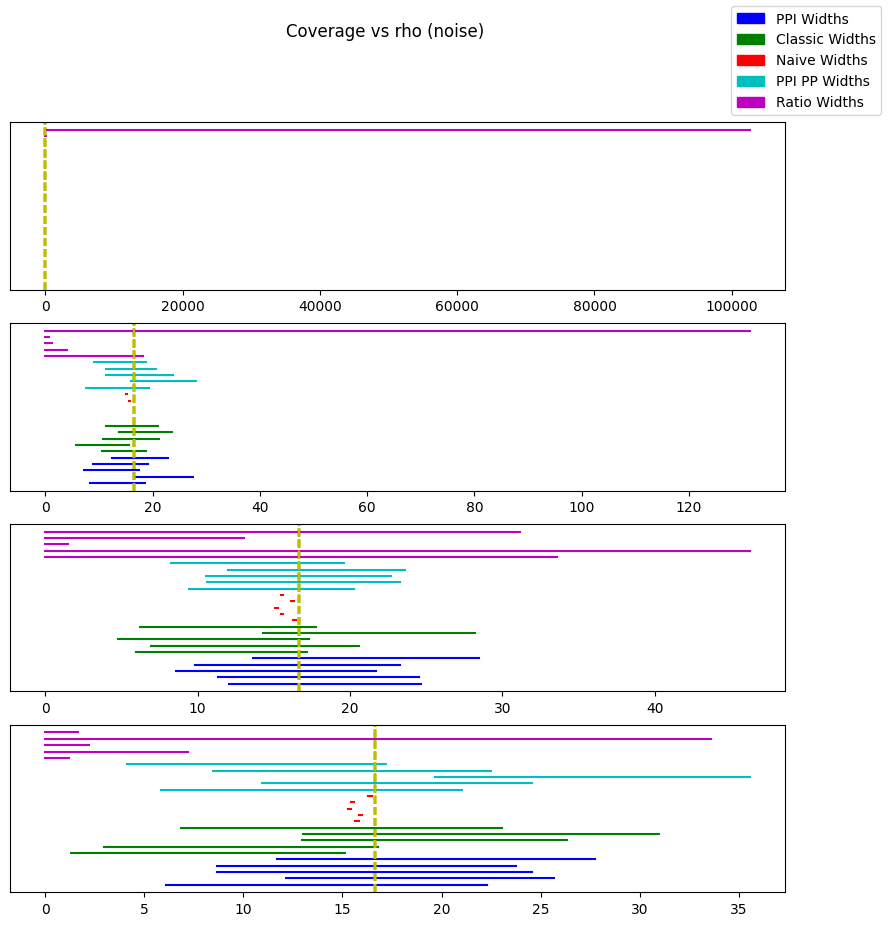 Coverage vs rho (noise)
PPI Widths
Classic Widths
Naive Widths
PPI PP Widths
Ratio Widths
0 20000 40000 60000 80000 100000
0 20 40 60 80 100 120
0 10 20 30 40
0 5 10 15 20 25 30 35